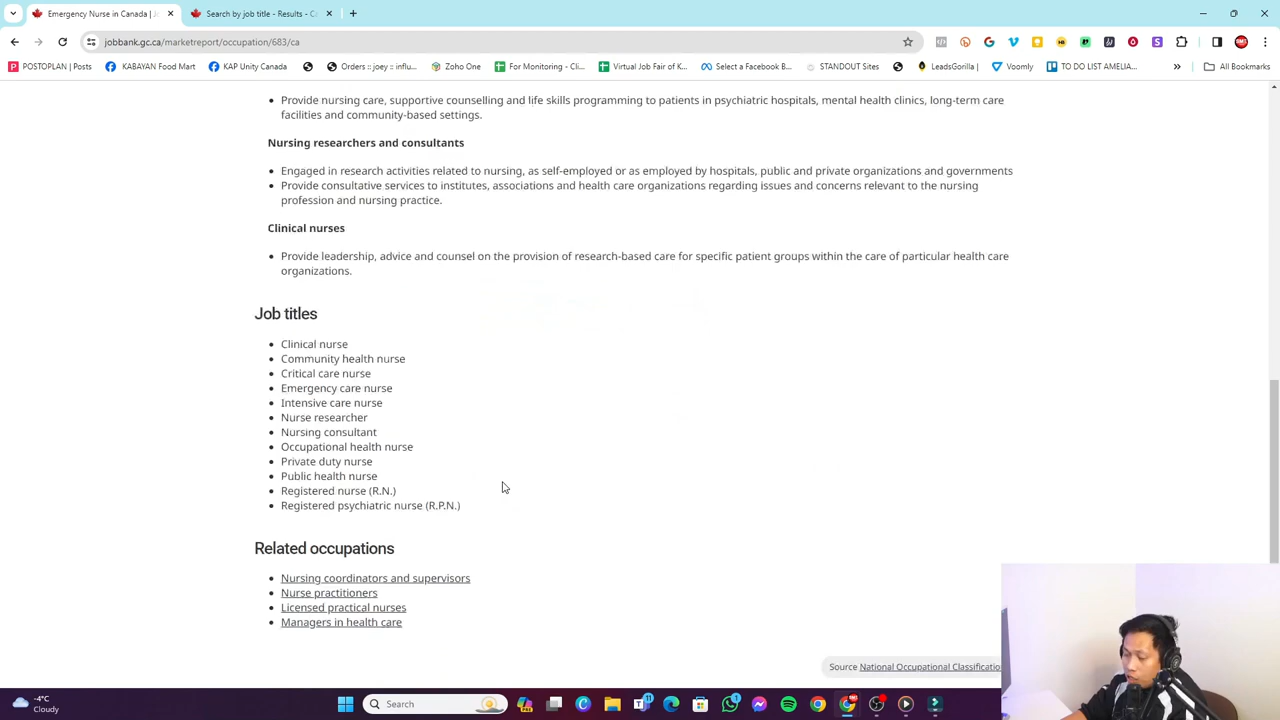 Emergency Nurse in Canada | Jo
Search by job title - Results - C
jobbank.gc.ca/marketreport/occupation/683/ca
POSTOPLAN | Posts
KABAYAN Food Mart
KAP Unity Canada
Orders :: joey :: influ...
Zoho One
For Monitoring - Cli...
Virtual Job Fair of K...
Select a Facebook B...
STANDOUT Sites
LeadsGorilla |
Voomly
TO DO LIST AMELIA...
»
All Bookmarks
• Provide nursing care, supportive counselling and life skills programming to patients in psychiatric hospitals, mental health clinics, long-term care
facilities and community-based settings.
Nursing researchers and consultants
• Engaged in research activities related to nursing, as self-employed or as employed by hospitals, public and private organizations and governments
• Provide consultative services to institutes, associations and health care organizations regarding issues and concerns relevant to the nursing
profession and nursing practice.
Clinical nurses
• Provide leadership, advice and counsel on the provision of research-based care for specific patient groups within the care of particular health care
organizations.
Job titles
• Clinical nurse
• Community health nurse
• Critical care nurse
• Emergency care nurse
• Intensive care nurse
• Nurse researcher
• Nursing consultant
• Occupational health nurse
• Private duty nurse
• Public health nurse
• Registered nurse (R.N.)
• Registered psychiatric nurse (R.P.N.)
Related occupations
• Nursing coordinators and supervisors
• Nurse practitioners
• Licensed practical nurses
• Managers in health care
Source National Occupational Classificatio
-4°C
Cloudy
Search